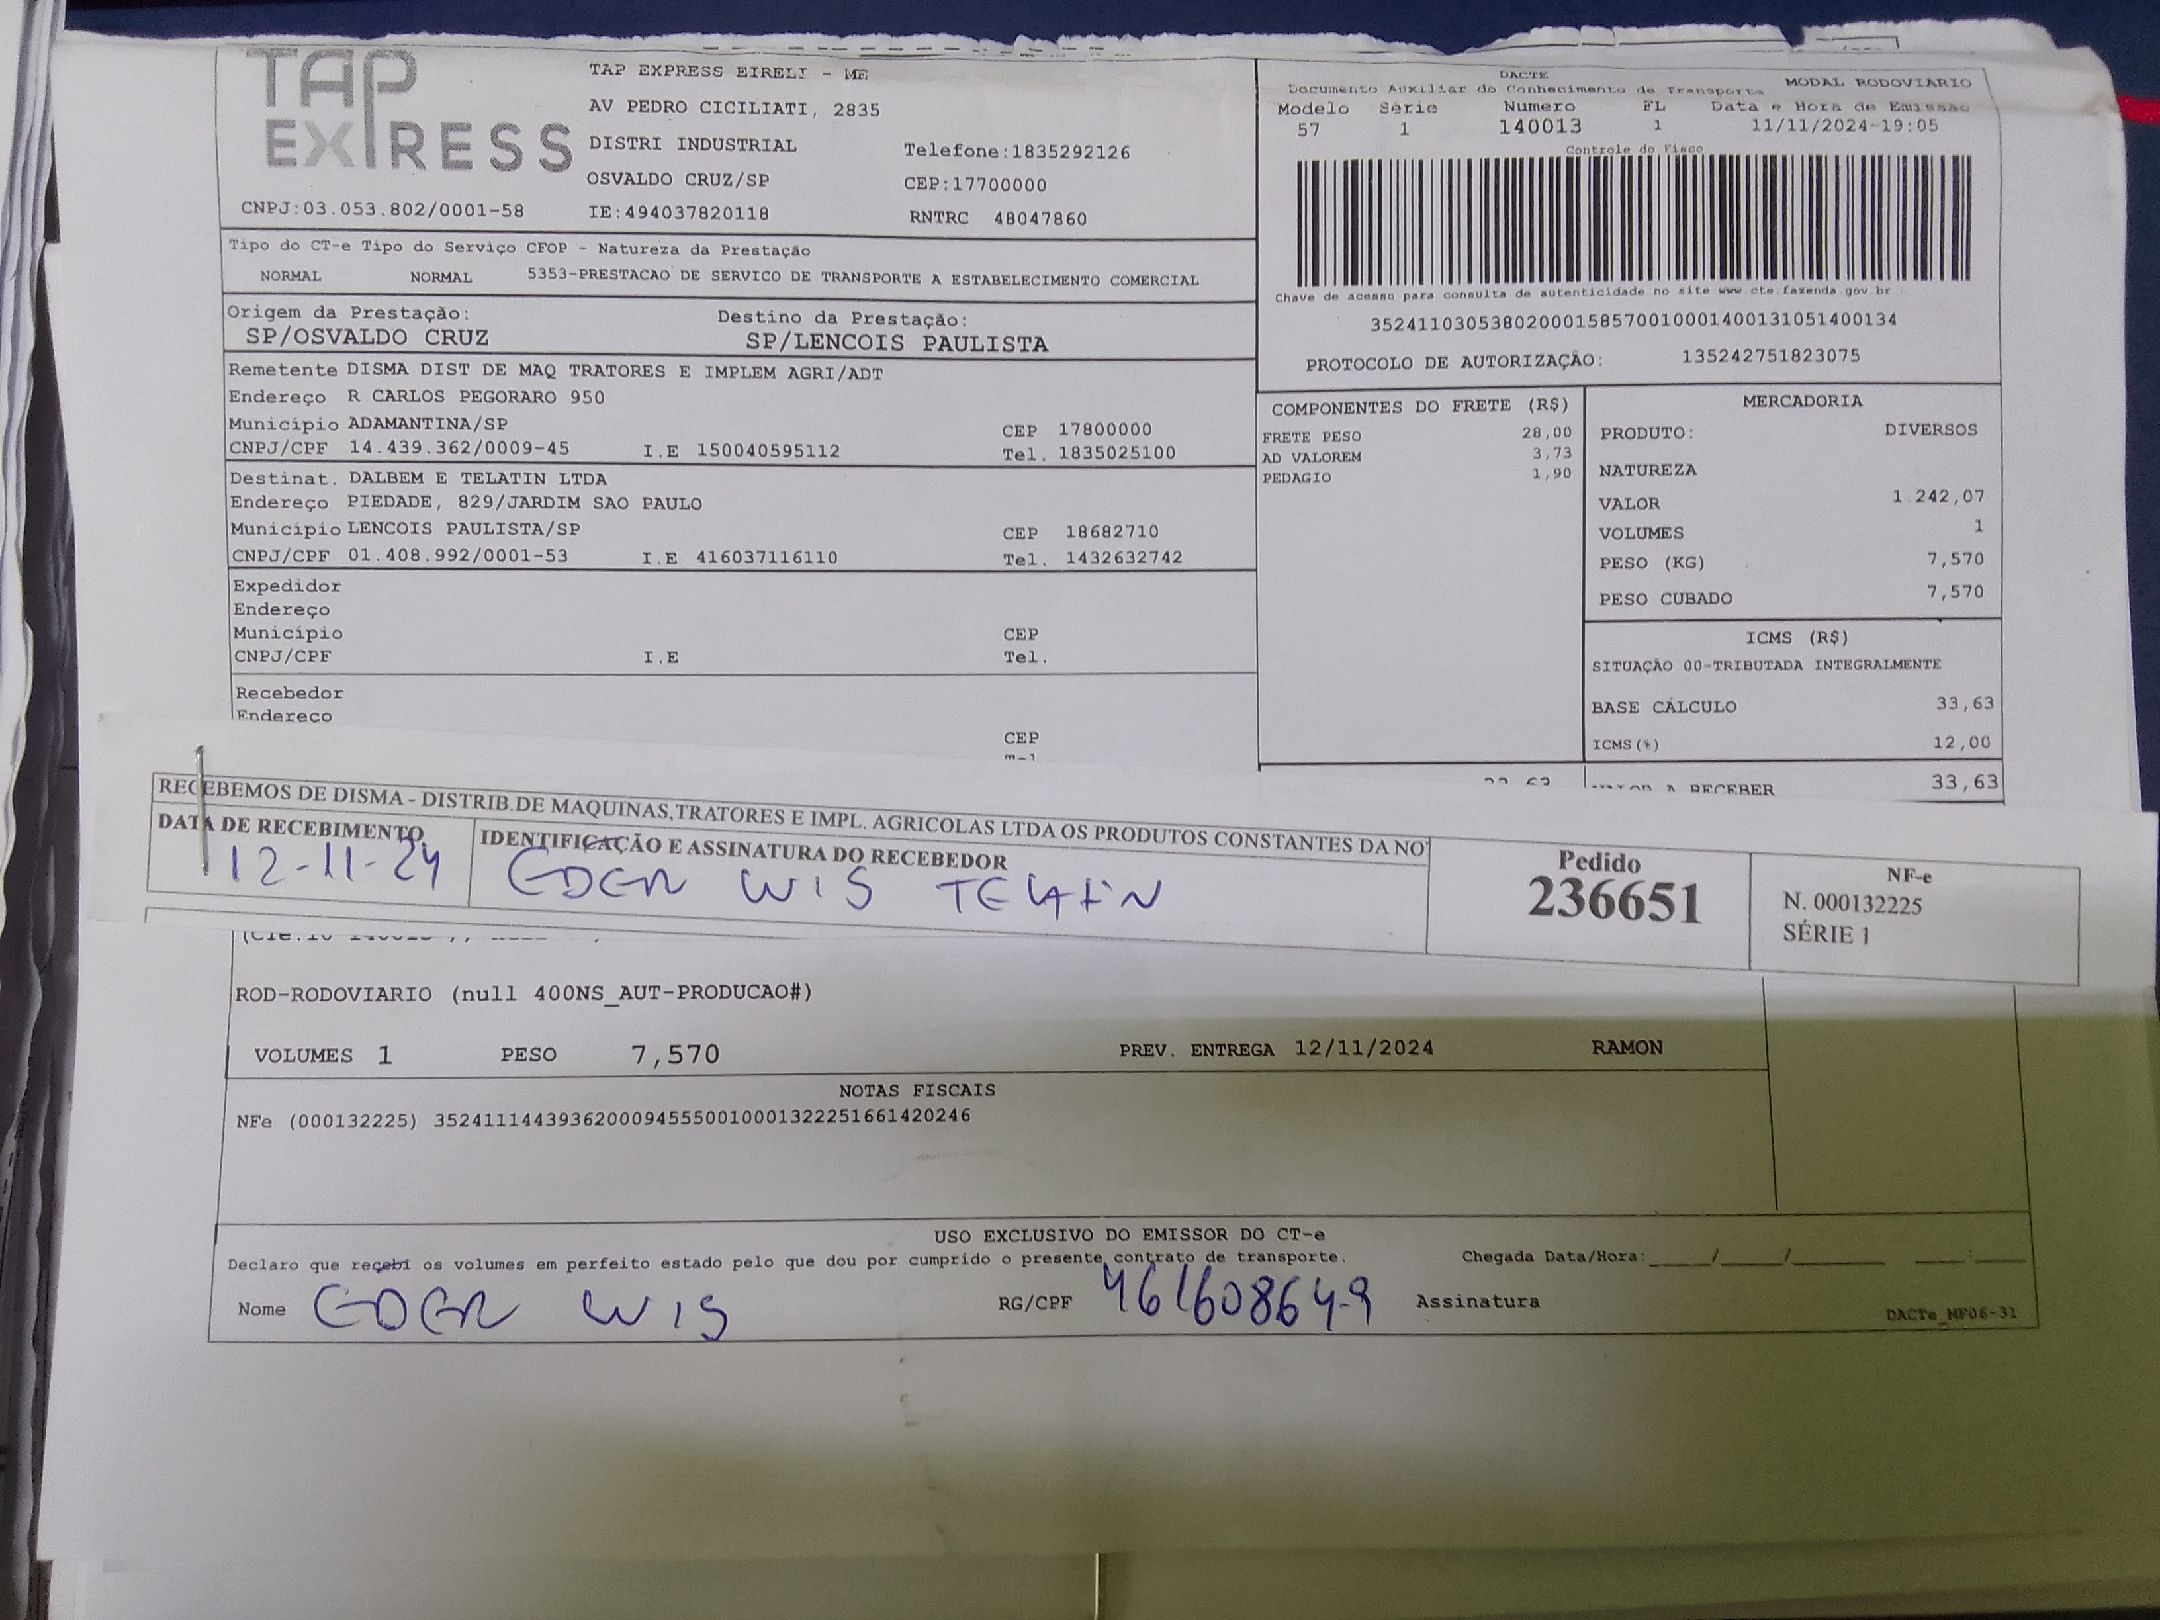 TAP EXPRESS
TAP EXPRESS EIRELI - ME
AV PEDRO CICILIATI, 2835
DISTRI INDUSTRIAL Telefone:1835292126
OSVALDO CRUZ/SP CEP:17700000
CNPJ:03.053.802/0001-58 IE:494037820118 RNTRC 48047860
DACTE
Documento Auxiliar do Conhecimento de Transporte MODAL RODOVIÁRIO
Modelo Série Numero FL Data e Hora de Emissão
57 1 140013 1 11/11/2024-19:05
Controle do Fisco
Chave de acesso para consulta de autenticidade no site www.cte.fazenda.gov.br
35241103053802000158570010001400131051400134
PROTOCOLO DE AUTORIZAÇÃO: 135242751823075
Tipo do CT-e Tipo do Serviço CFOP - Natureza da Prestação
NORMAL NORMAL 5353-PRESTACAO DE SERVICO DE TRANSPORTE A ESTABELECIMENTO COMERCIAL
Origem da Prestação: Destino da Prestação:
SP/OSVALDO CRUZ SP/LENCOIS PAULISTA
Remetente DISMA DIST DE MAQ TRATORES E IMPLEM AGRI/ADT
Endereço R CARLOS PEGORARO 950
Município ADAMANTINA/SP CEP 17800000
CNPJ/CPF 14.439.362/0009-45 I.E 150040595112 Tel. 1835025100
Destinat. DALBEM E TELATIN LTDA
Endereço PIEDADE, 829/JARDIM SAO PAULO
Município LENCOIS PAULISTA/SP CEP 18682710
CNPJ/CPF 01.408.992/0001-53 I.E 416037116110 Tel. 1432632742
Expedidor
Endereço
Município CEP
CNPJ/CPF I.E Tel.
Recebedor
Endereço
CEP
COMPONENTES DO FRETE (R$)
FRETE PESO 28,00
AD VALOREM 3,73
PEDAGIO 1,90
MERCADORIA
PRODUTO: DIVERSOS
NATUREZA
VALOR 1.242,07
VOLUMES 1
PESO (KG) 7,570
PESO CUBADO 7,570
ICMS (R$)
SITUAÇÃO 00-TRIBUTADA INTEGRALMENTE
BASE CÁLCULO 33,63
ICMS(%) 12,00
A RECEBER 33,63
RECEBEMOS DE DISMA - DISTRIB.DE MAQUINAS,TRATORES E IMPL. AGRICOLAS LTDA OS PRODUTOS CONSTANTES DA NO
DATA DE RECEBIMENTO IDENTIFICAÇÃO E ASSINATURA DO RECEBEDOR
12-11-24 EDER WIS TELATIN
Pedido
236651
NF-e
N. 000132225
SÉRIE 1
ROD-RODOVIARIO (null 400NS_AUT-PRODUCAO#)
VOLUMES 1 PESO 7,570 PREV. ENTREGA 12/11/2024 RAMON
NOTAS FISCAIS
NFe (000132225) 35241114439362000945550010001322251661420246
USO EXCLUSIVO DO EMISSOR DO CT-e
Declaro que recebi os volumes em perfeito estado pelo que dou por cumprido o presente contrato de transporte. Chegada Data/Hora:____/____/______ ___:___
Nome EDER WIS RG/CPF 46160864-9 Assinatura
DACTe_MF06-31